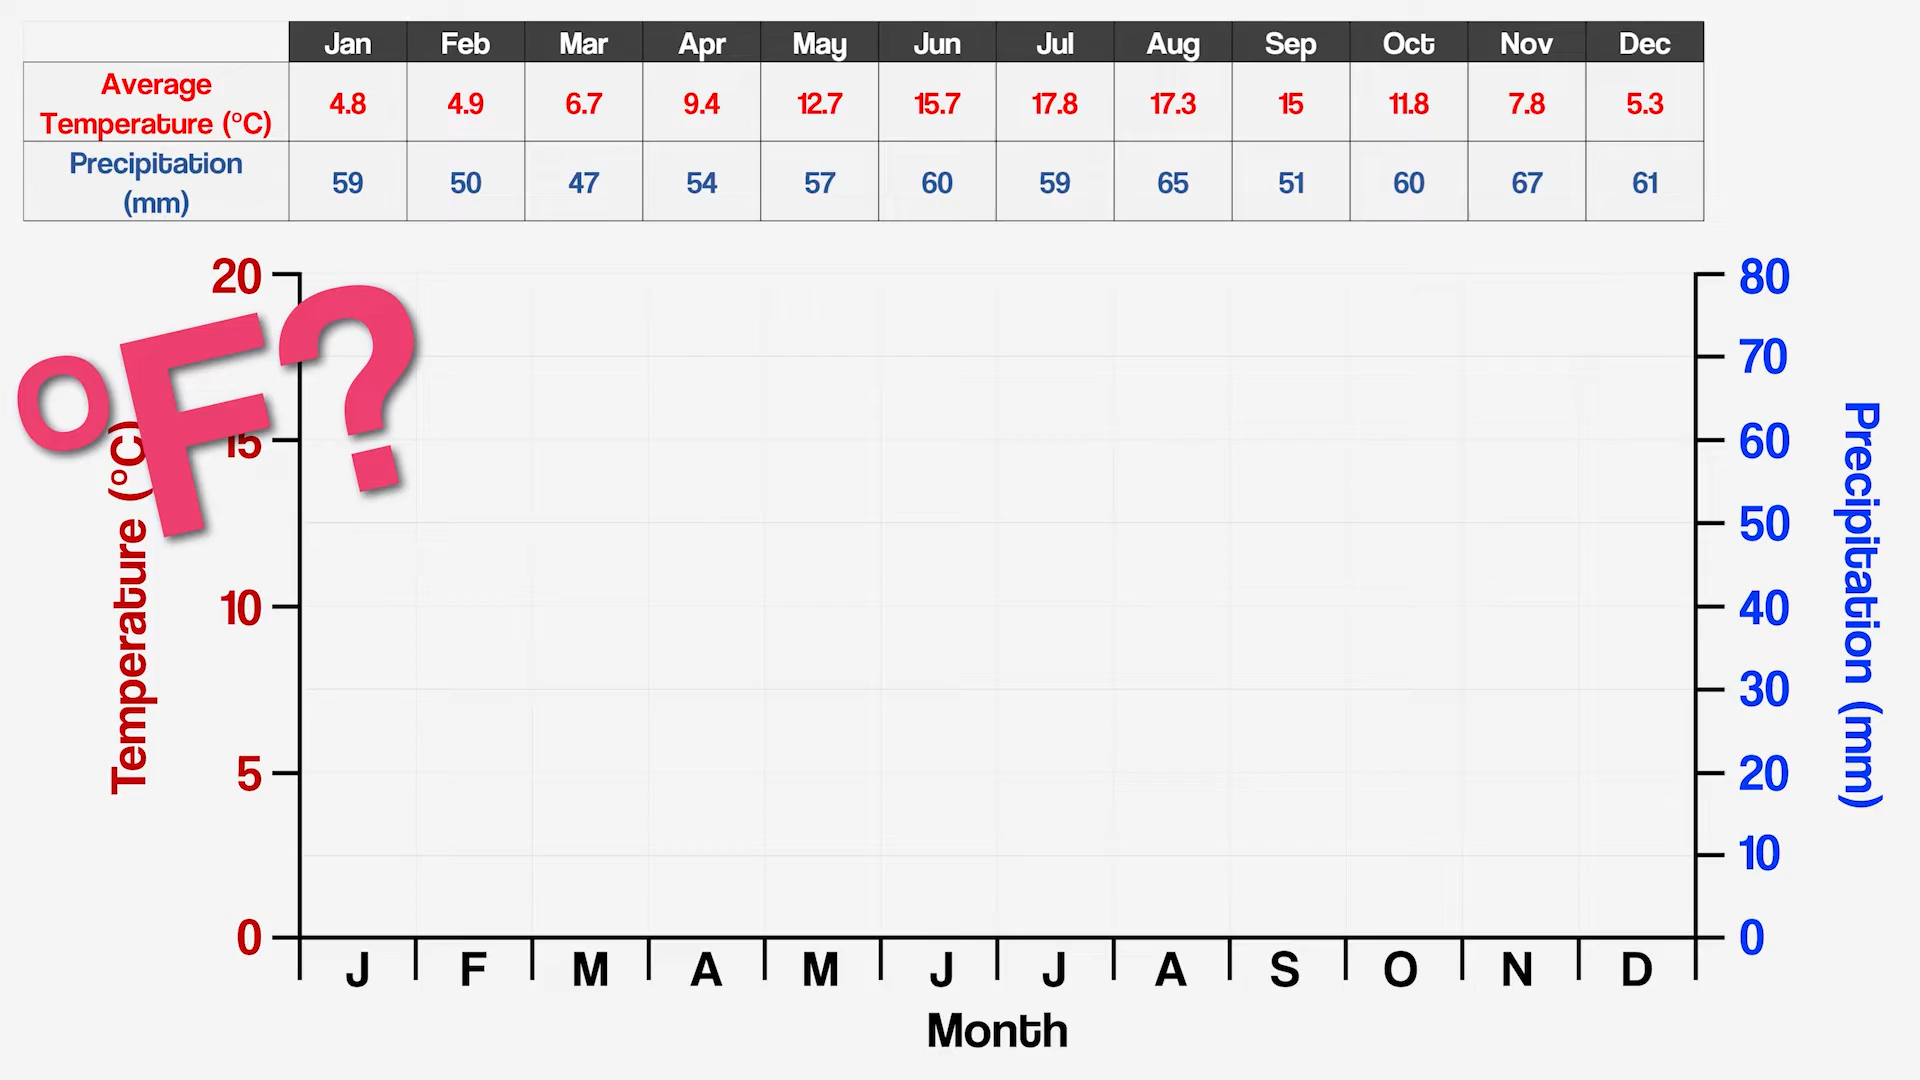 Jan Feb Mar Apr May Jun Jul Aug Sep Oct Nov Dec
Average
Temperature (°C)
4.8 4.9 6.7 9.4 12.7 15.7 17.8 17.3 15 11.8 7.8 5.3
Precipitation
(mm)
59 50 47 54 57 60 59 65 51 60 67 61
°F?
Temperature (°C)
20
15
10
5
0
80
70
60
50
40
30
20
10
0
Precipitation (mm)
J F M A M J J A S O N D
Month